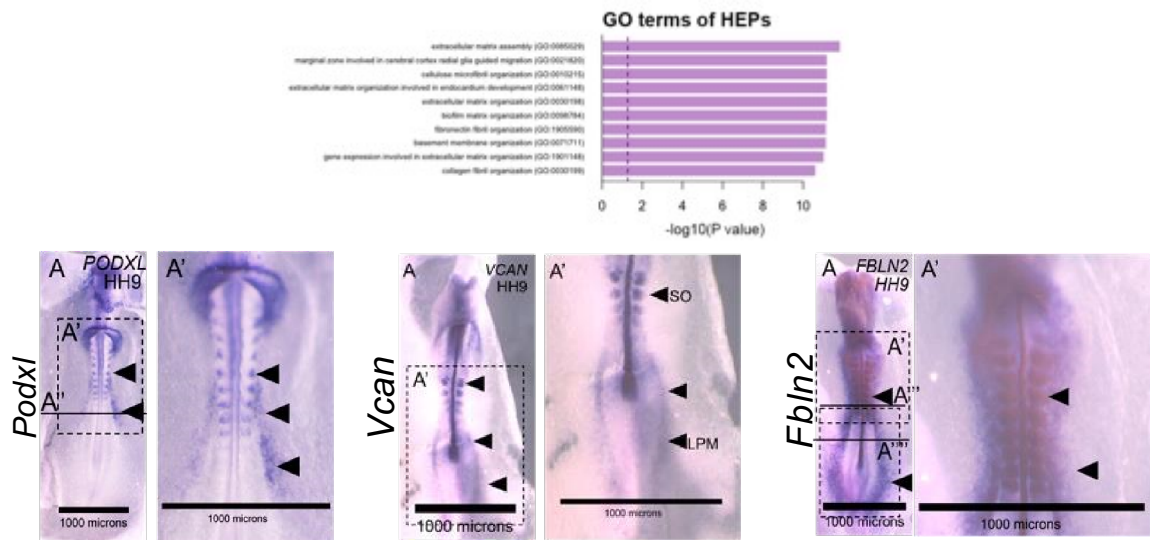 GO terms of HEPs
extracellular matrix assembly (GO:0085029)
marginal zone involved in cerebral cortex radial glia guided migration (GO:0021820)
cellulose microfibril organization (GO:0010215)
extracellular matrix organization involved in endocardium development (GO:0061148)
extracellular matrix organization (GO:0030198)
biofilm matrix organization (GO:0098784)
fibronectin fibril organization (GO:1905590)
basement membrane organization (GO:0071711)
gene expression involved in extracellular matrix organization (GO:1901148)
collagen fibril organization (GO:0030199)
0 2 4 6 8 10
-log10(P value)
Podxl
A PODXL
HH9
A'
A''
1000 microns
A'
1000 microns
Vcan
A VCAN
HH9
A'
1000 microns
A'
SO
LPM
1000 microns
Fbln2
A FBLN2
HH9
A'
A'''
A''''
1000 microns
A'
1000 microns